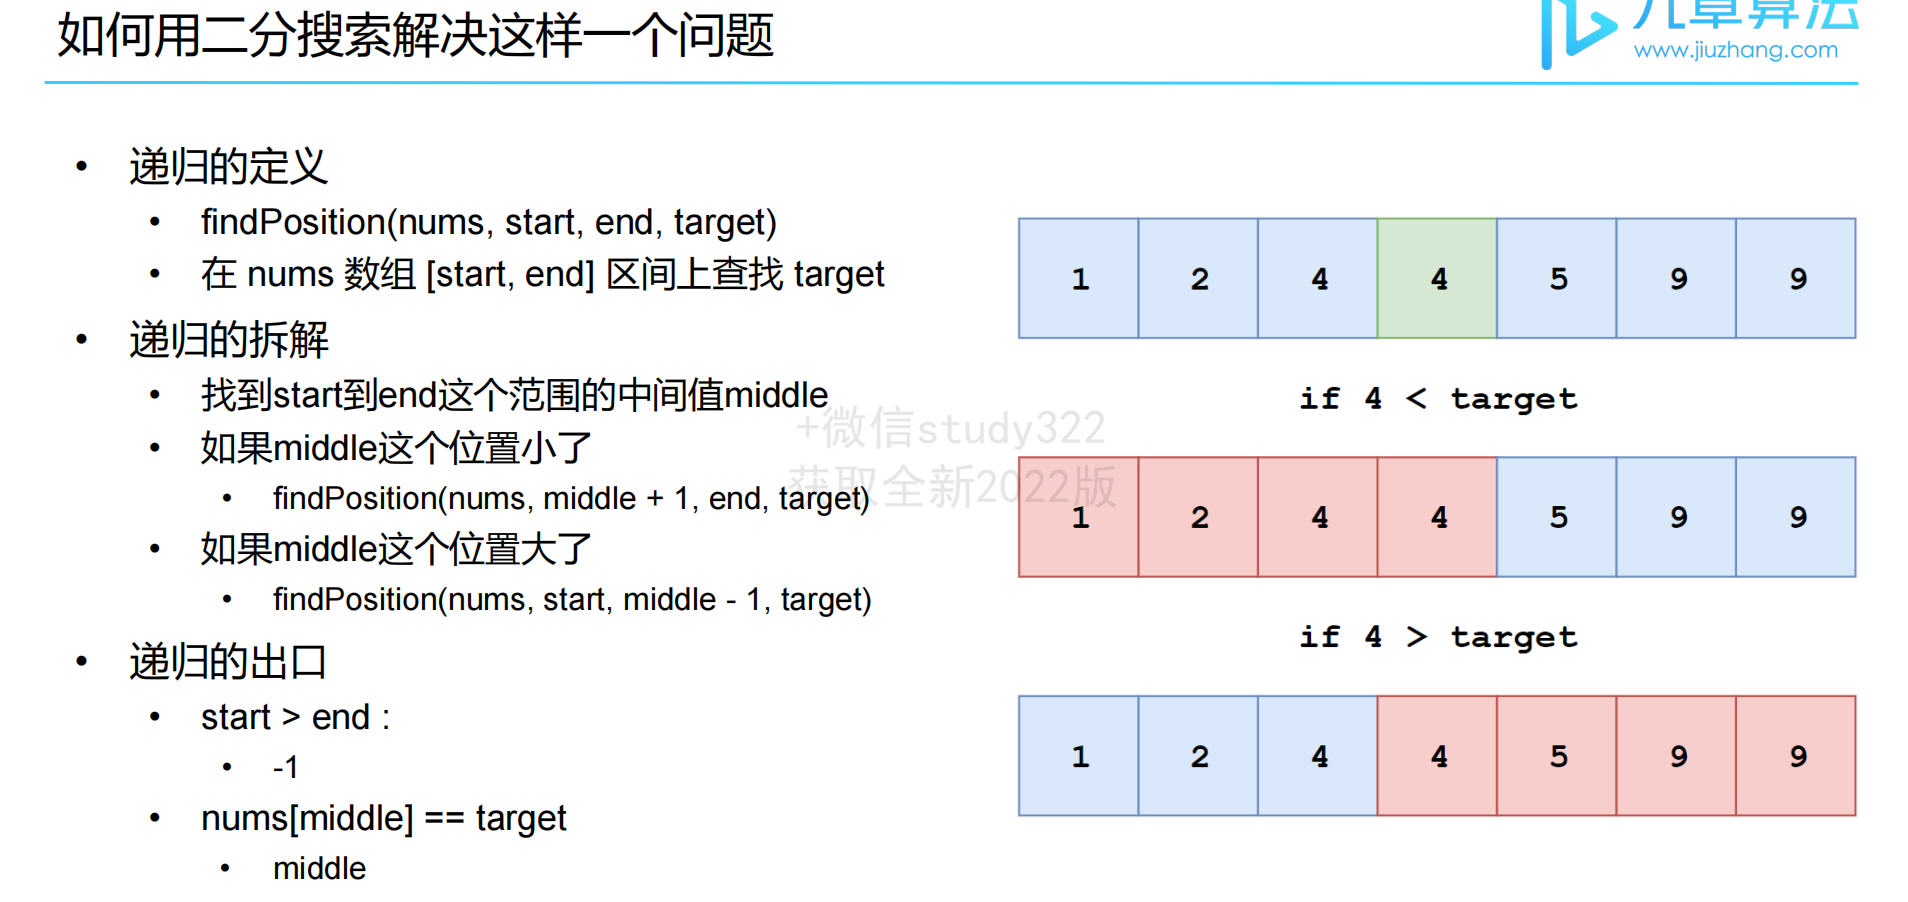 如何用二分搜索解决这样一个问题
九章算法
www.jiuzhang.com
• 递归的定义
• findPosition(nums, start, end, target)
• 在 nums 数组 [start, end] 区间上查找 target
• 递归的拆解
• 找到start到end这个范围的中间值middle
• 如果middle这个位置小了
• findPosition(nums, middle + 1, end, target)
• 如果middle这个位置大了
• findPosition(nums, start, middle - 1, target)
• 递归的出口
• start > end :
• -1
• nums[middle] == target
• middle
+微信study322
获取全新2022版
1 2 4 4 5 9 9
if 4 < target
1 2 4 4 5 9 9
if 4 > target
1 2 4 4 5 9 9